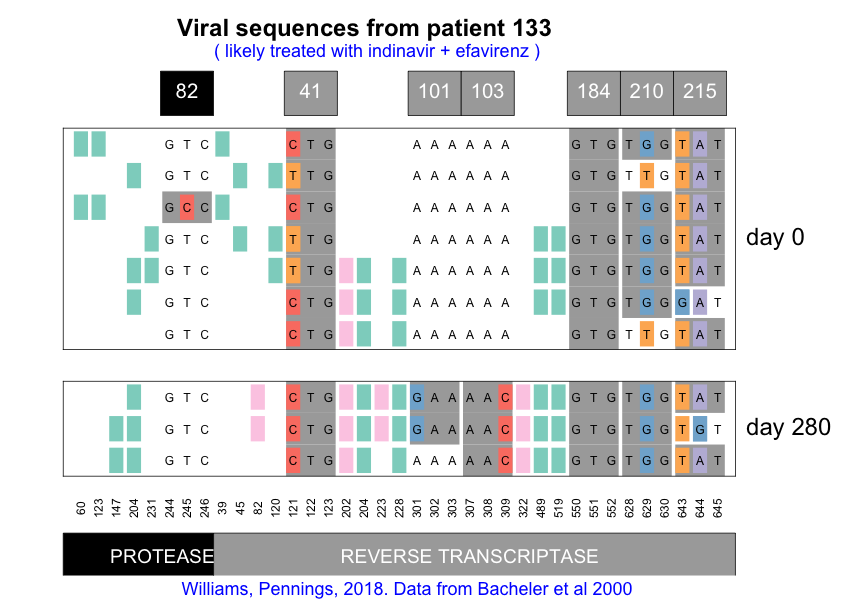 Viral sequences from patient 133
( likely treated with indinavir + efavirenz )
82 41 101 103 184 210 215
G T C C T G A A A A A A G T G T G G T A T
G T C T T G A A A A A A G T G T T G T A T
G C C C T G A A A A A A G T G T G G T A T
G T C T T G A A A A A A G T G T G G T A T
day 0
G T C T T G A A A A A A G T G T G G T A T
G T C C T G A A A A A A G T G T G G G A T
G T C C T G A A A A A A G T G T T G T A T
G T C C T G G A A A A C G T G T G G T A T
G T C C T G G A A A A C G T G T G G T G T
day 280
G T C C T G A A A A A C G T G T G G T A T
60 123 147 204 231 244 245 246 39 45 82 120 121 122 123 202 204 223 228 301 302 303 307 308 309 322 489 519 550 551 552 628 629 630 643 644 645
PROTEASE REVERSE TRANSCRIPTASE
Williams, Pennings, 2018. Data from Bacheler et al 2000